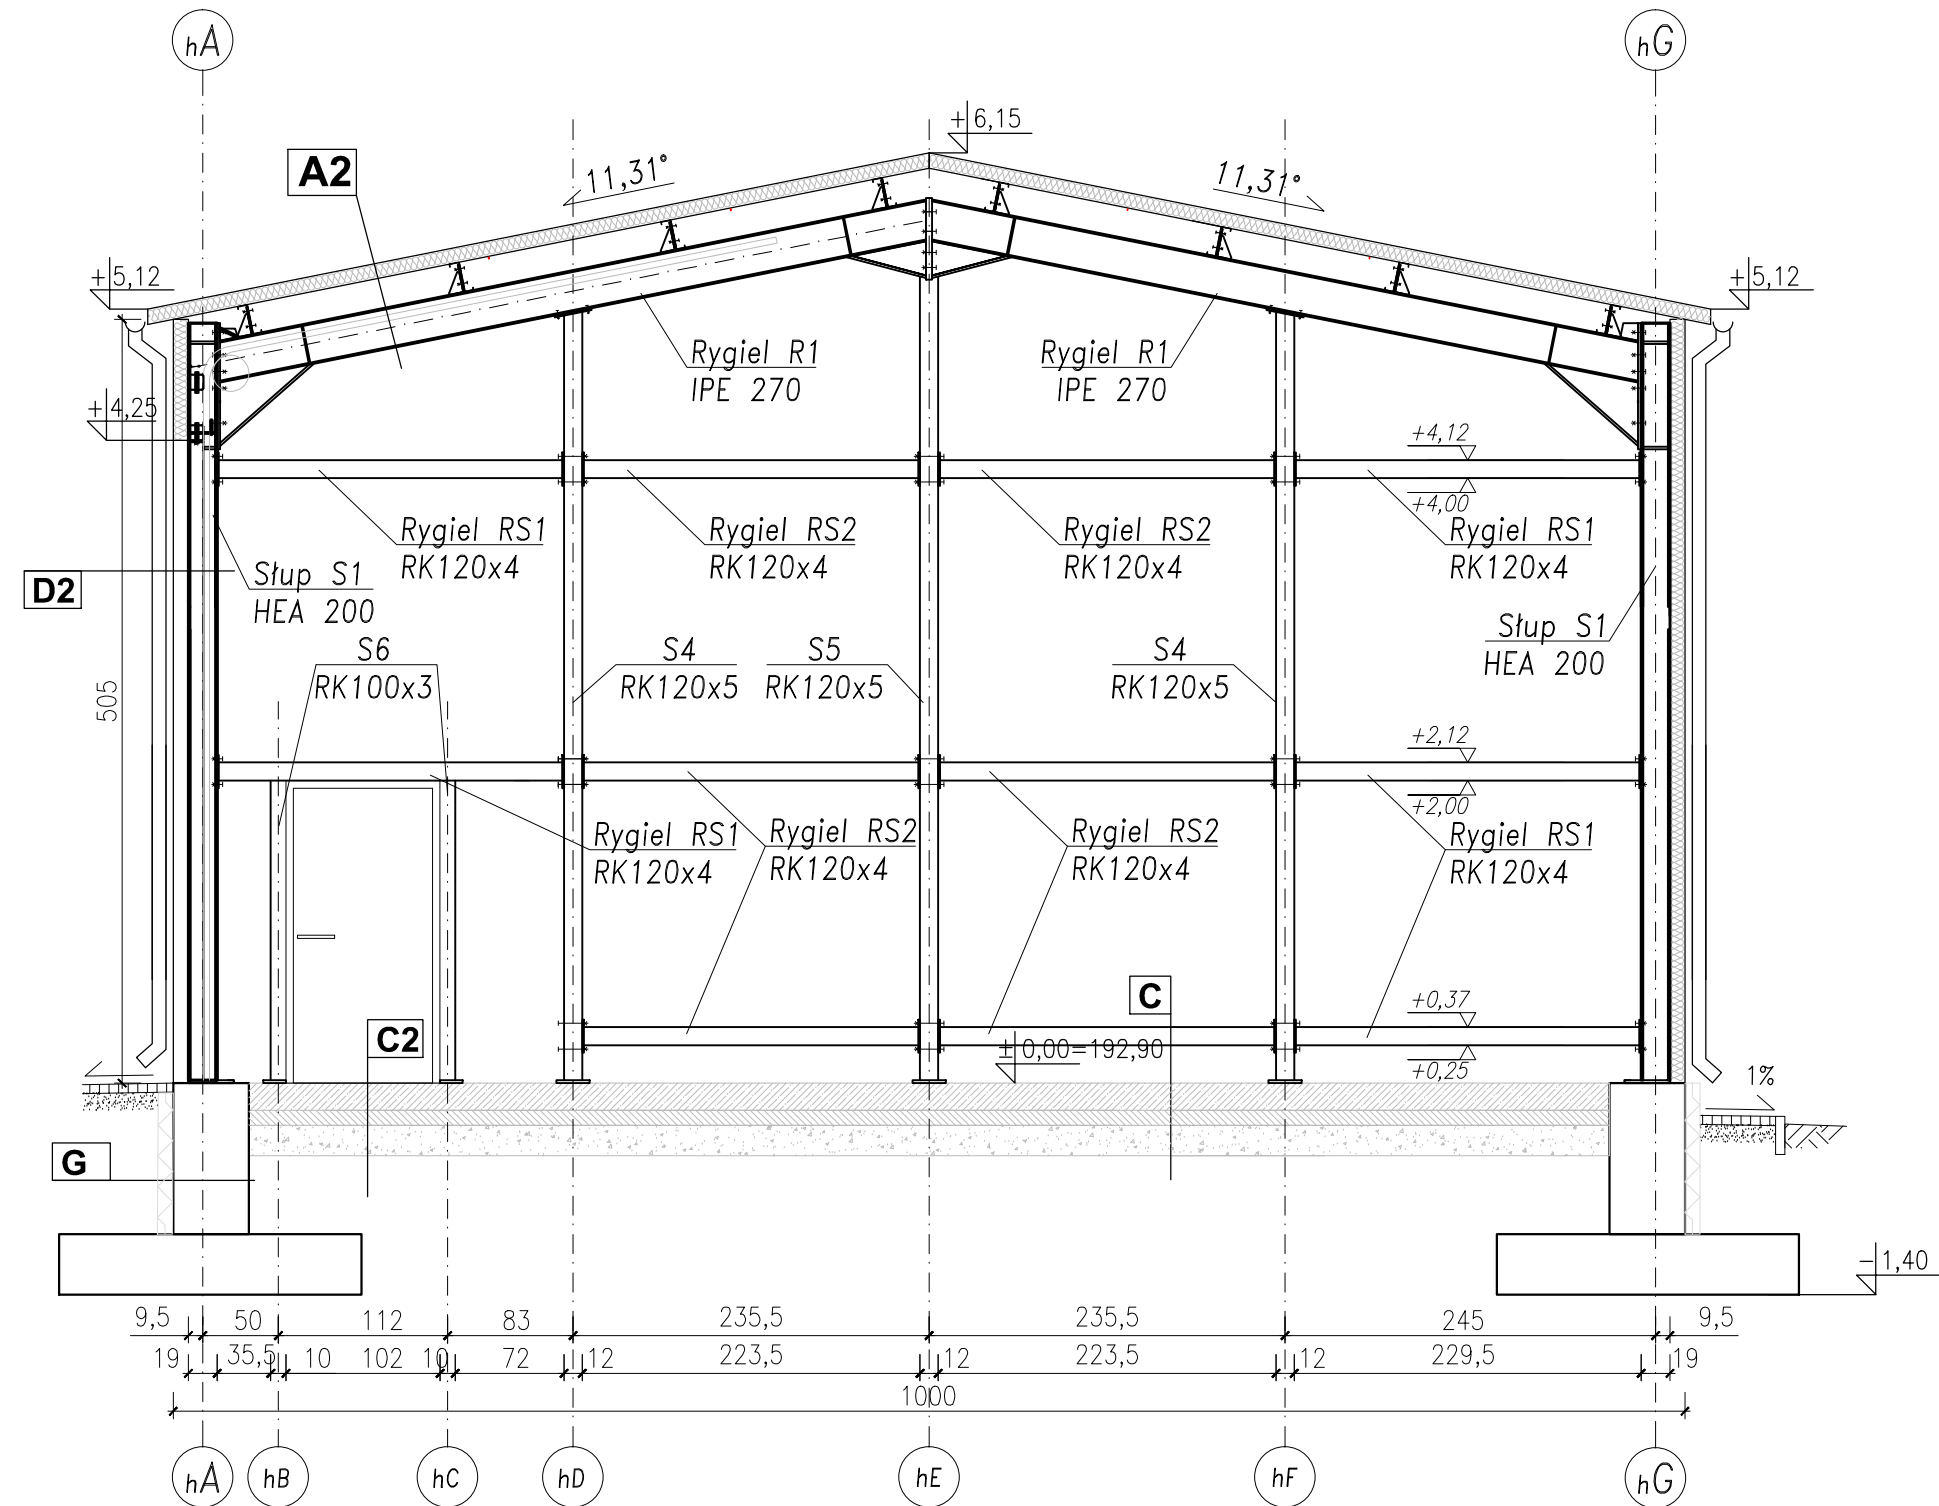 hA
hG
+6,15
A2
11,31°
11,31°
+5,12
+5,12
Rygiel R1
IPE 270
Rygiel R1
IPE 270
+4,25
+4,12
+4,00
Rygiel RS1
RK120x4
Rygiel RS2
RK120x4
Rygiel RS2
RK120x4
Rygiel RS1
RK120x4
D2
Słup S1
HEA 200
Słup S1
HEA 200
S6
RK100x3
S4
RK120x5
S5
RK120x5
S4
RK120x5
505
+2,12
+2,00
Rygiel RS1
RK120x4
Rygiel RS2
RK120x4
Rygiel RS2
RK120x4
Rygiel RS1
RK120x4
C
+0,37
C2
±0,00=192,90
+0,25
1%
G
-1,40
9,5 50 112 83 235,5 235,5 245 9,5
19 35,5 10 102 10 72 12 223,5 12 223,5 12 229,5 19
1000
hA hB hC hD hE hF hG